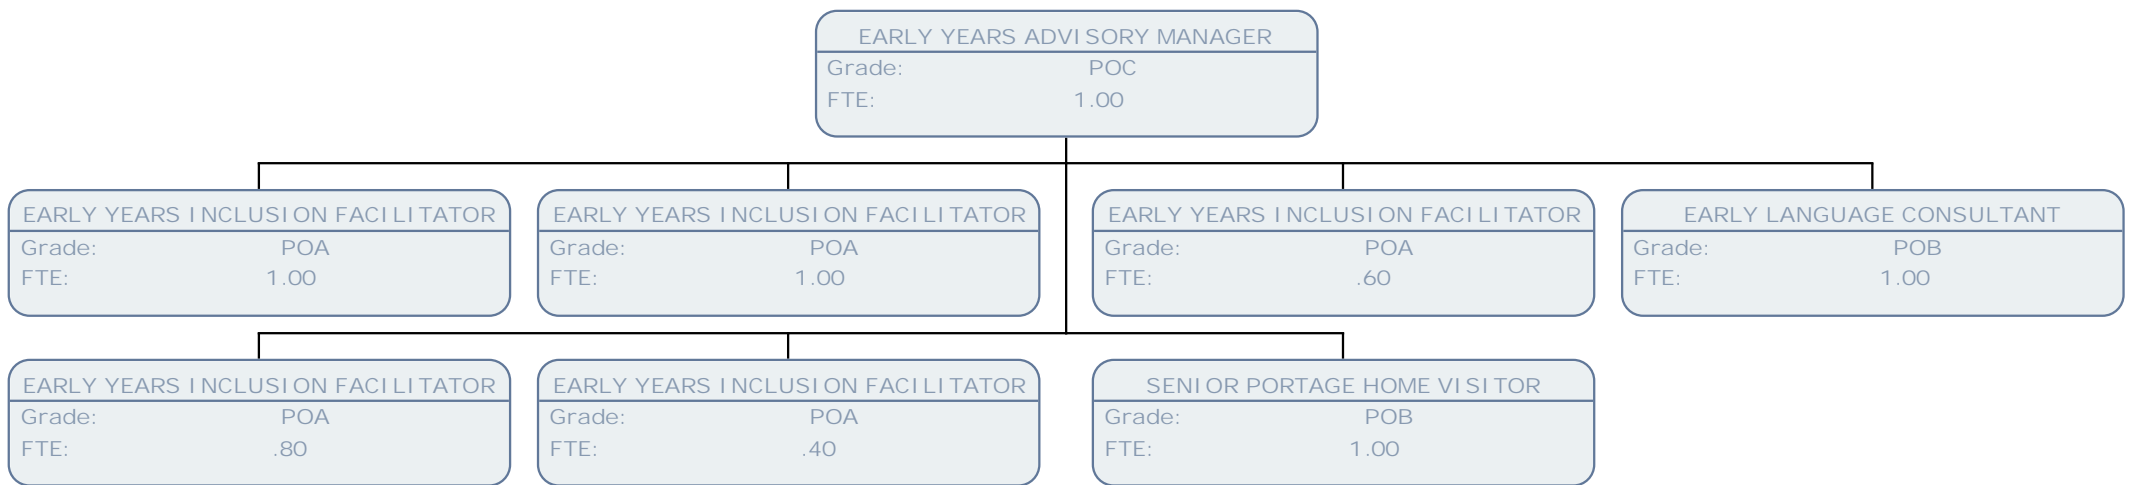 EARLY YEARS ADVISORY MANAGER
Grade: POC
FTE: 1.00
EARLY YEARS INCLUSION FACILITATOR
Grade: POA
FTE: 1.00
EARLY YEARS INCLUSION FACILITATOR
Grade: POA
FTE: 1.00
EARLY YEARS INCLUSION FACILITATOR
Grade: POA
FTE: .60
EARLY LANGUAGE CONSULTANT
Grade: POB
FTE: 1.00
EARLY YEARS INCLUSION FACILITATOR
Grade: POA
FTE: .80
EARLY YEARS INCLUSION FACILITATOR
Grade: POA
FTE: .40
SENIOR PORTAGE HOME VISITOR
Grade: POB
FTE: 1.00